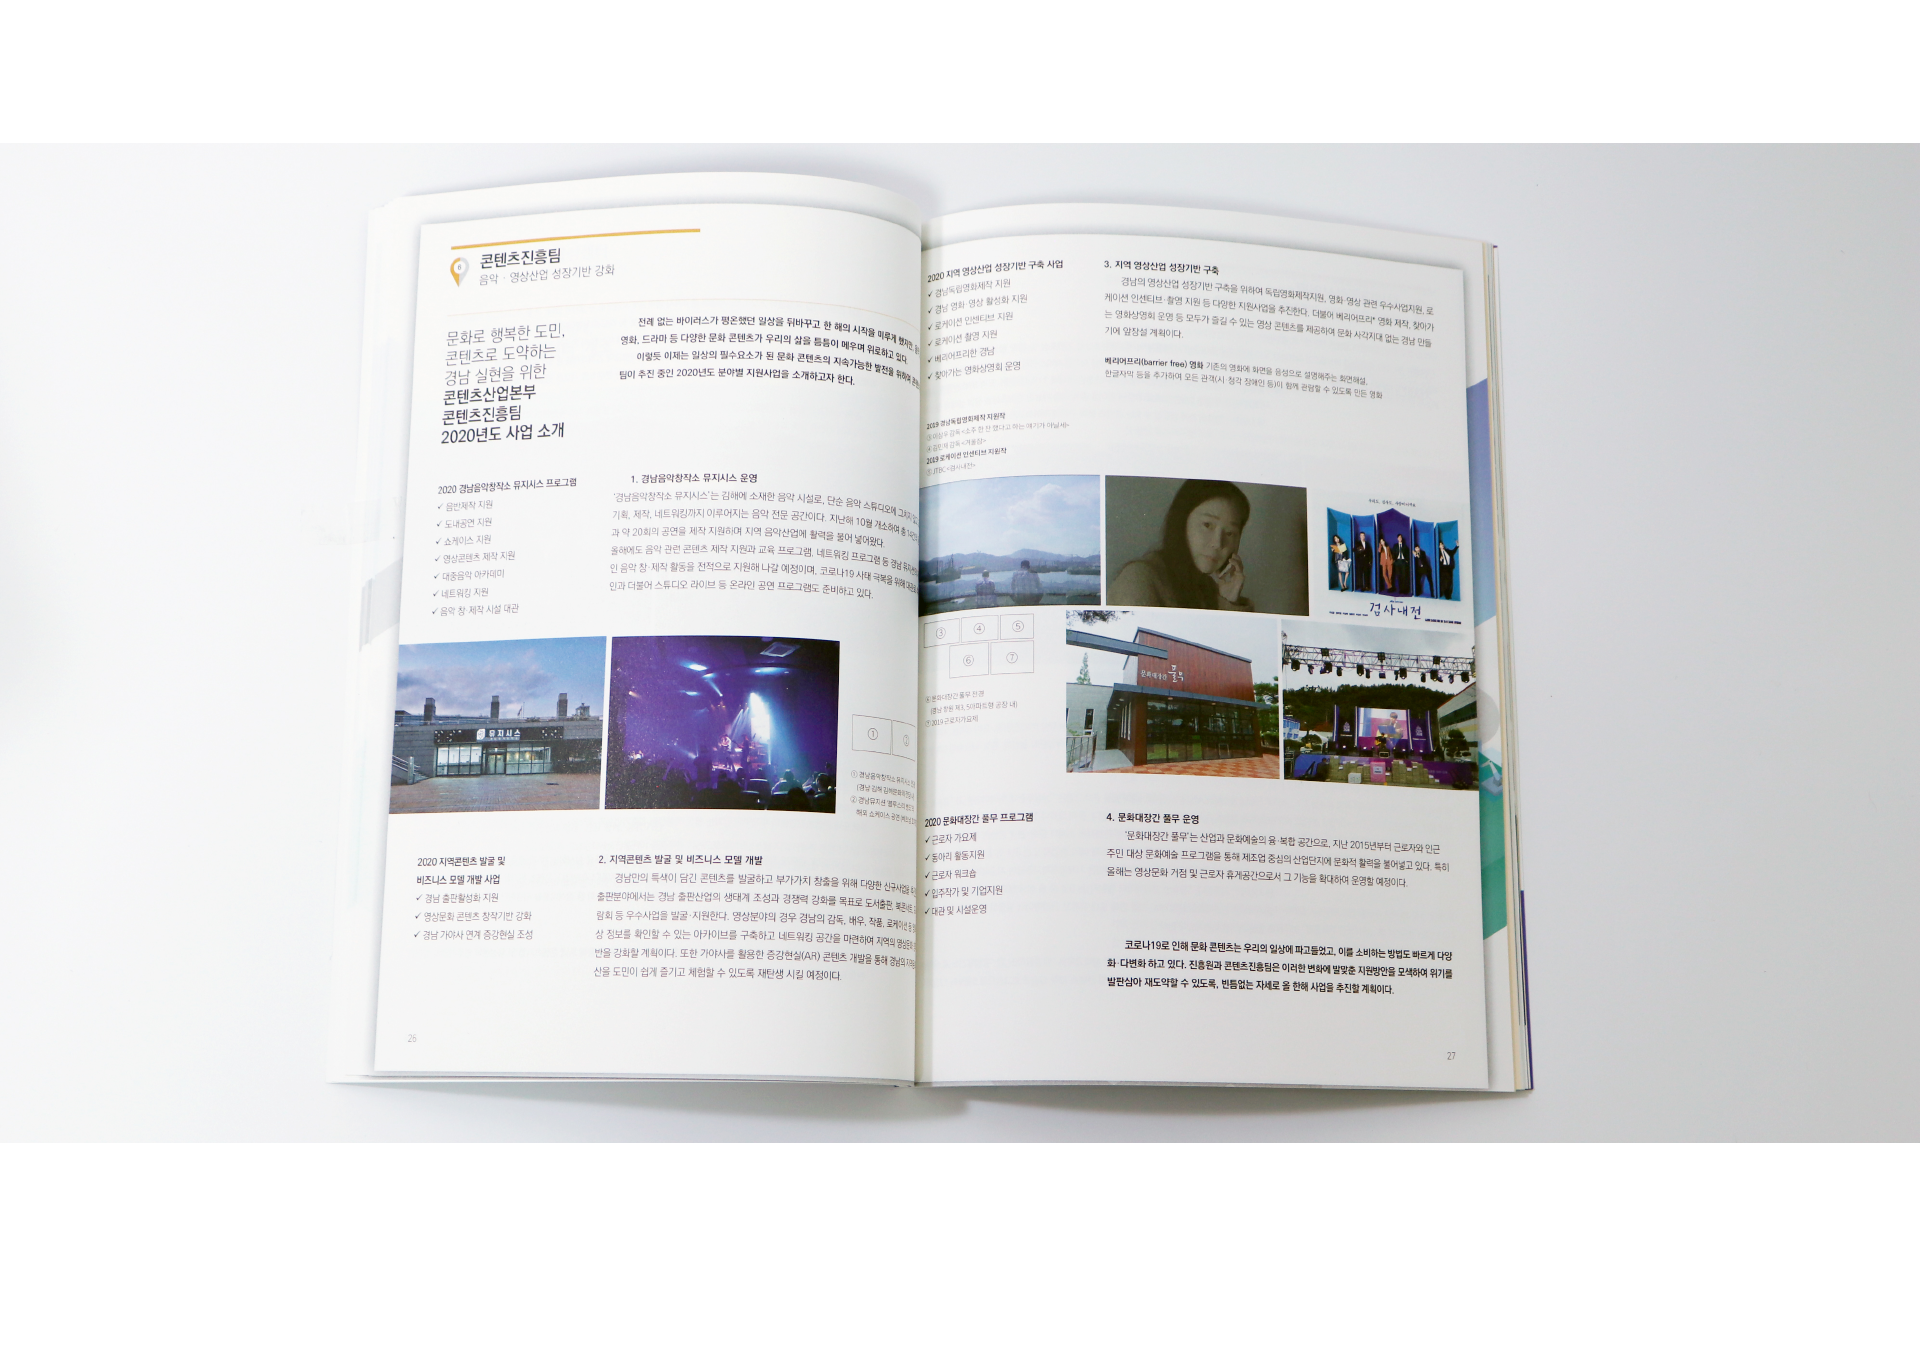 콘텐츠진흥팀
음악 · 영상산업 성장기반 강화
문화로 행복한 도민,
콘텐츠로 도약하는
경남 실현을 위한
콘텐츠산업본부
콘텐츠진흥팀
2020년도 사업 소개
전례 없는 바이러스가 평온했던 일상을 뒤바꾸고 한 해의 시작을 미루게 했지만,
영화, 드라마 등 다양한 문화 콘텐츠가 우리의 삶을 틈틈이 메우며 위로하고 있다.
이렇듯 이제는 일상의 필수요소가 된 문화 콘텐츠의 지속가능한 발전을 위하여
팀이 추진 중인 2020년도 분야별 지원사업을 소개하고자 한다.
2020 경남음악창작소 뮤지시스 프로그램
✓ 음반제작 지원
✓ 도내공연 지원
✓ 쇼케이스 지원
✓ 영상콘텐츠 제작 지원
✓ 대중음악 아카데미
✓ 네트워킹 지원
✓ 음악 창·제작 시설 대관
1. 경남음악창작소 뮤지시스 운영
'경남음악창작소 뮤지시스'는 김해에 소재한 음악 시설로, 단순 음악 스튜디오에 그치지
기획, 제작, 네트워킹까지 이루어지는 음악 전문 공간이다. 지난해 10월 개소하여 총
과 약 20회의 공연을 제작 지원하며 지역 음악산업에 활력을 불어 넣어왔다.
올해에도 음악 관련 콘텐츠 제작 지원과 교육 프로그램, 네트워킹 프로그램 등 경남
인 음악 창·제작 활동을 전적으로 지원해 나갈 예정이며, 코로나19 사태 극복을 위해
인과 더불어 스튜디오 라이브 등 온라인 공연 프로그램도 준비하고 있다.
뮤지시스
① ②
① 경남음악창작소 뮤지시스
2020 지역콘텐츠 발굴 및
비즈니스 모델 개발 사업
✓ 경남 출판활성화 지원
✓ 영상문화 콘텐츠 창작기반 강화
✓ 경남 가야사 연계 증강현실 조성
2. 지역콘텐츠 발굴 및 비즈니스 모델 개발
경남만의 특색이 담긴 콘텐츠를 발굴하고 부가가치 창출을 위해 다양한 신규사업을
출판분야에서는 경남 출판산업의 생태계 조성과 경쟁력 강화를 목표로 도서출판, 북콘서트,
람회 등 우수사업을 발굴·지원한다. 영상분야의 경우 경남의 감독, 배우, 작품, 로케이션 등
상 정보를 확인할 수 있는 아카이브를 구축하고 네트워킹 공간을 마련하여 지역의
반을 강화할 계획이다. 또한 가야사를 활용한 증강현실(AR) 콘텐츠 개발을 통해 경남의
산을 도민이 쉽게 즐기고 체험할 수 있도록 재탄생 시킬 예정이다.
26
2020 지역 영상산업 성장기반 구축 사업
✓ 경남독립영화제작 지원
✓ 경남 영화·영상 활성화 지원
✓ 로케이션 인센티브 지원
✓ 로케이션 촬영 지원
✓ 베리어프리한 경남
✓ 찾아가는 영화상영회 운영
3. 지역 영상산업 성장기반 구축
경남의 영상산업 성장기반 구축을 위하여 독립영화제작지원, 영화·영상 관련 우수사업지원, 로
케이션 인센티브·촬영 지원 등 다양한 지원사업을 추진한다. 더불어 베리어프리* 영화 제작, 찾아가
는 영화상영회 운영 등 모두가 즐길 수 있는 영상 콘텐츠를 제공하여 문화 사각지대 없는 경남 만들
기에 앞장설 계획이다.
베리어프리(barrier free) 영화 기존의 영화에 화면을 음성으로 설명해주는 화면해설,
한글자막 등을 추가하여 모든 관객(시·청각 장애인 등)이 함께 관람할 수 있도록 만든 영화
2019 경남독립영화제작 지원작
2019 로케이션 인센티브 지원작
⑤ JTBC <검사내전>
검사내전
③ ④ ⑤
⑥ ⑦
⑥ 문화대장간 풀무 전경
⑦ 2019 근로자가요제
문화대장간 풀무
2020 문화대장간 풀무 프로그램
✓ 근로자 가요제
✓ 동아리 활동지원
✓ 근로자 워크숍
✓ 입주작가 및 기업지원
✓ 대관 및 시설운영
4. 문화대장간 풀무 운영
'문화대장간 풀무'는 산업과 문화예술의 융·복합 공간으로, 지난 2015년부터 근로자와 인근
주민 대상 문화예술 프로그램을 통해 제조업 중심의 산업단지에 문화적 활력을 불어넣고 있다. 특히
올해는 영상문화 거점 및 근로자 휴게공간으로서 그 기능을 확대하여 운영할 예정이다.
코로나19로 인해 문화 콘텐츠는 우리의 일상에 파고들었고, 이를 소비하는 방법도 빠르게 다양
화·다변화 하고 있다. 진흥원과 콘텐츠진흥팀은 이러한 변화에 발맞춘 지원방안을 모색하여 위기를
발판삼아 재도약할 수 있도록, 빈틈없는 자세로 올 한해 사업을 추진할 계획이다.
27